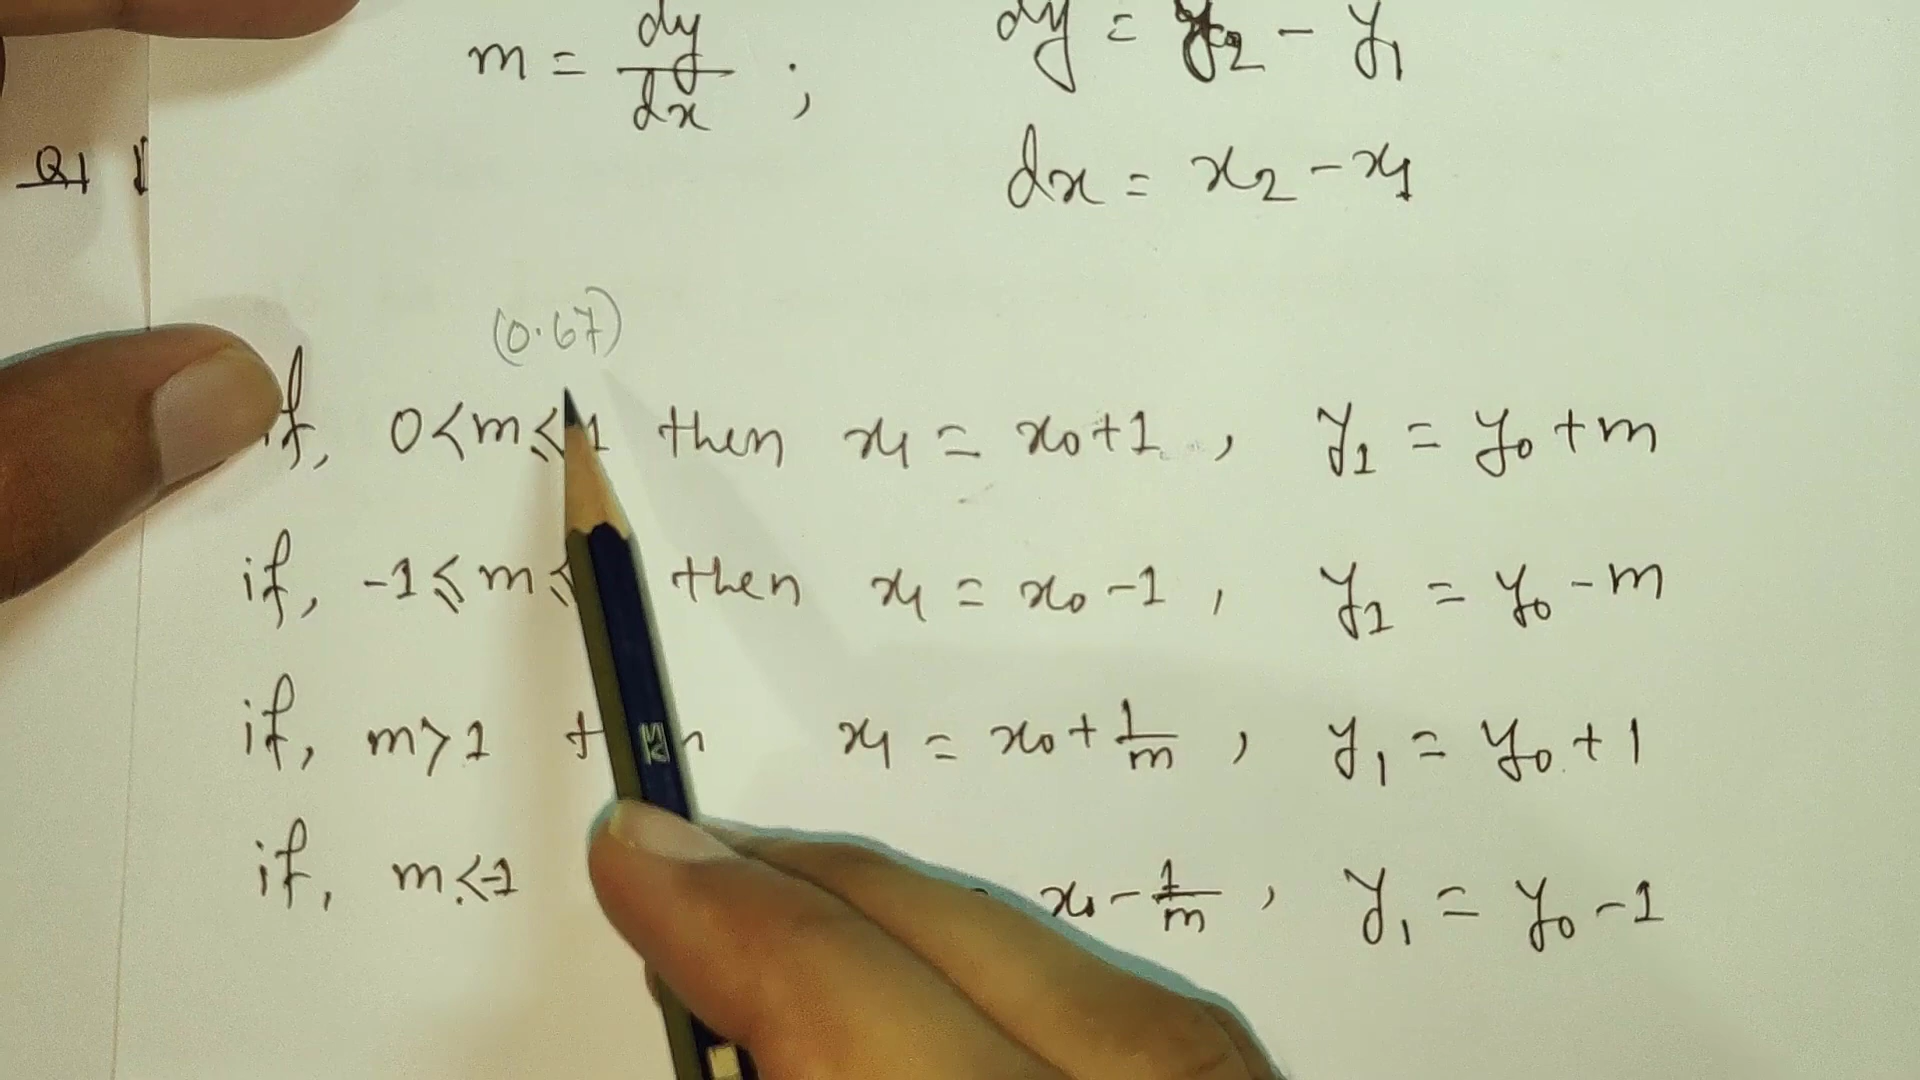 m = dy/dx ; dy = y2 - y1
dx = x2 - x1
Q1
(0.67)
if, 0<m≤1 then x1 = x0+1 , y1 = y0+m
if, -1≤m≤ then x1 = x0-1 , y1 = y0-m
if, m>1 x1 = x0+1/m , y1 = y0+1
if, m≤-1 x0-1/m , y1 = y0-1